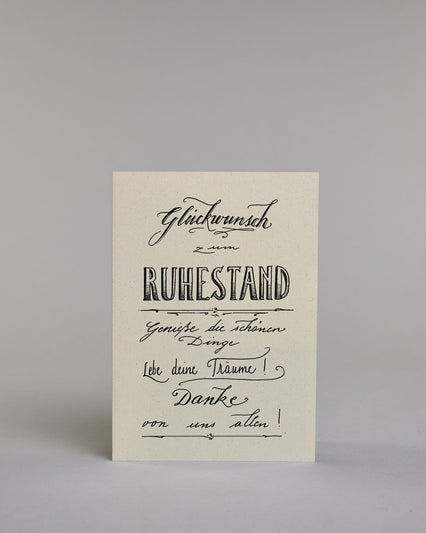 Glückwunsch
zum
RUHESTAND
Genieße die schönen
Dinge
Lebe deine Träume!
Danke
von uns allen!